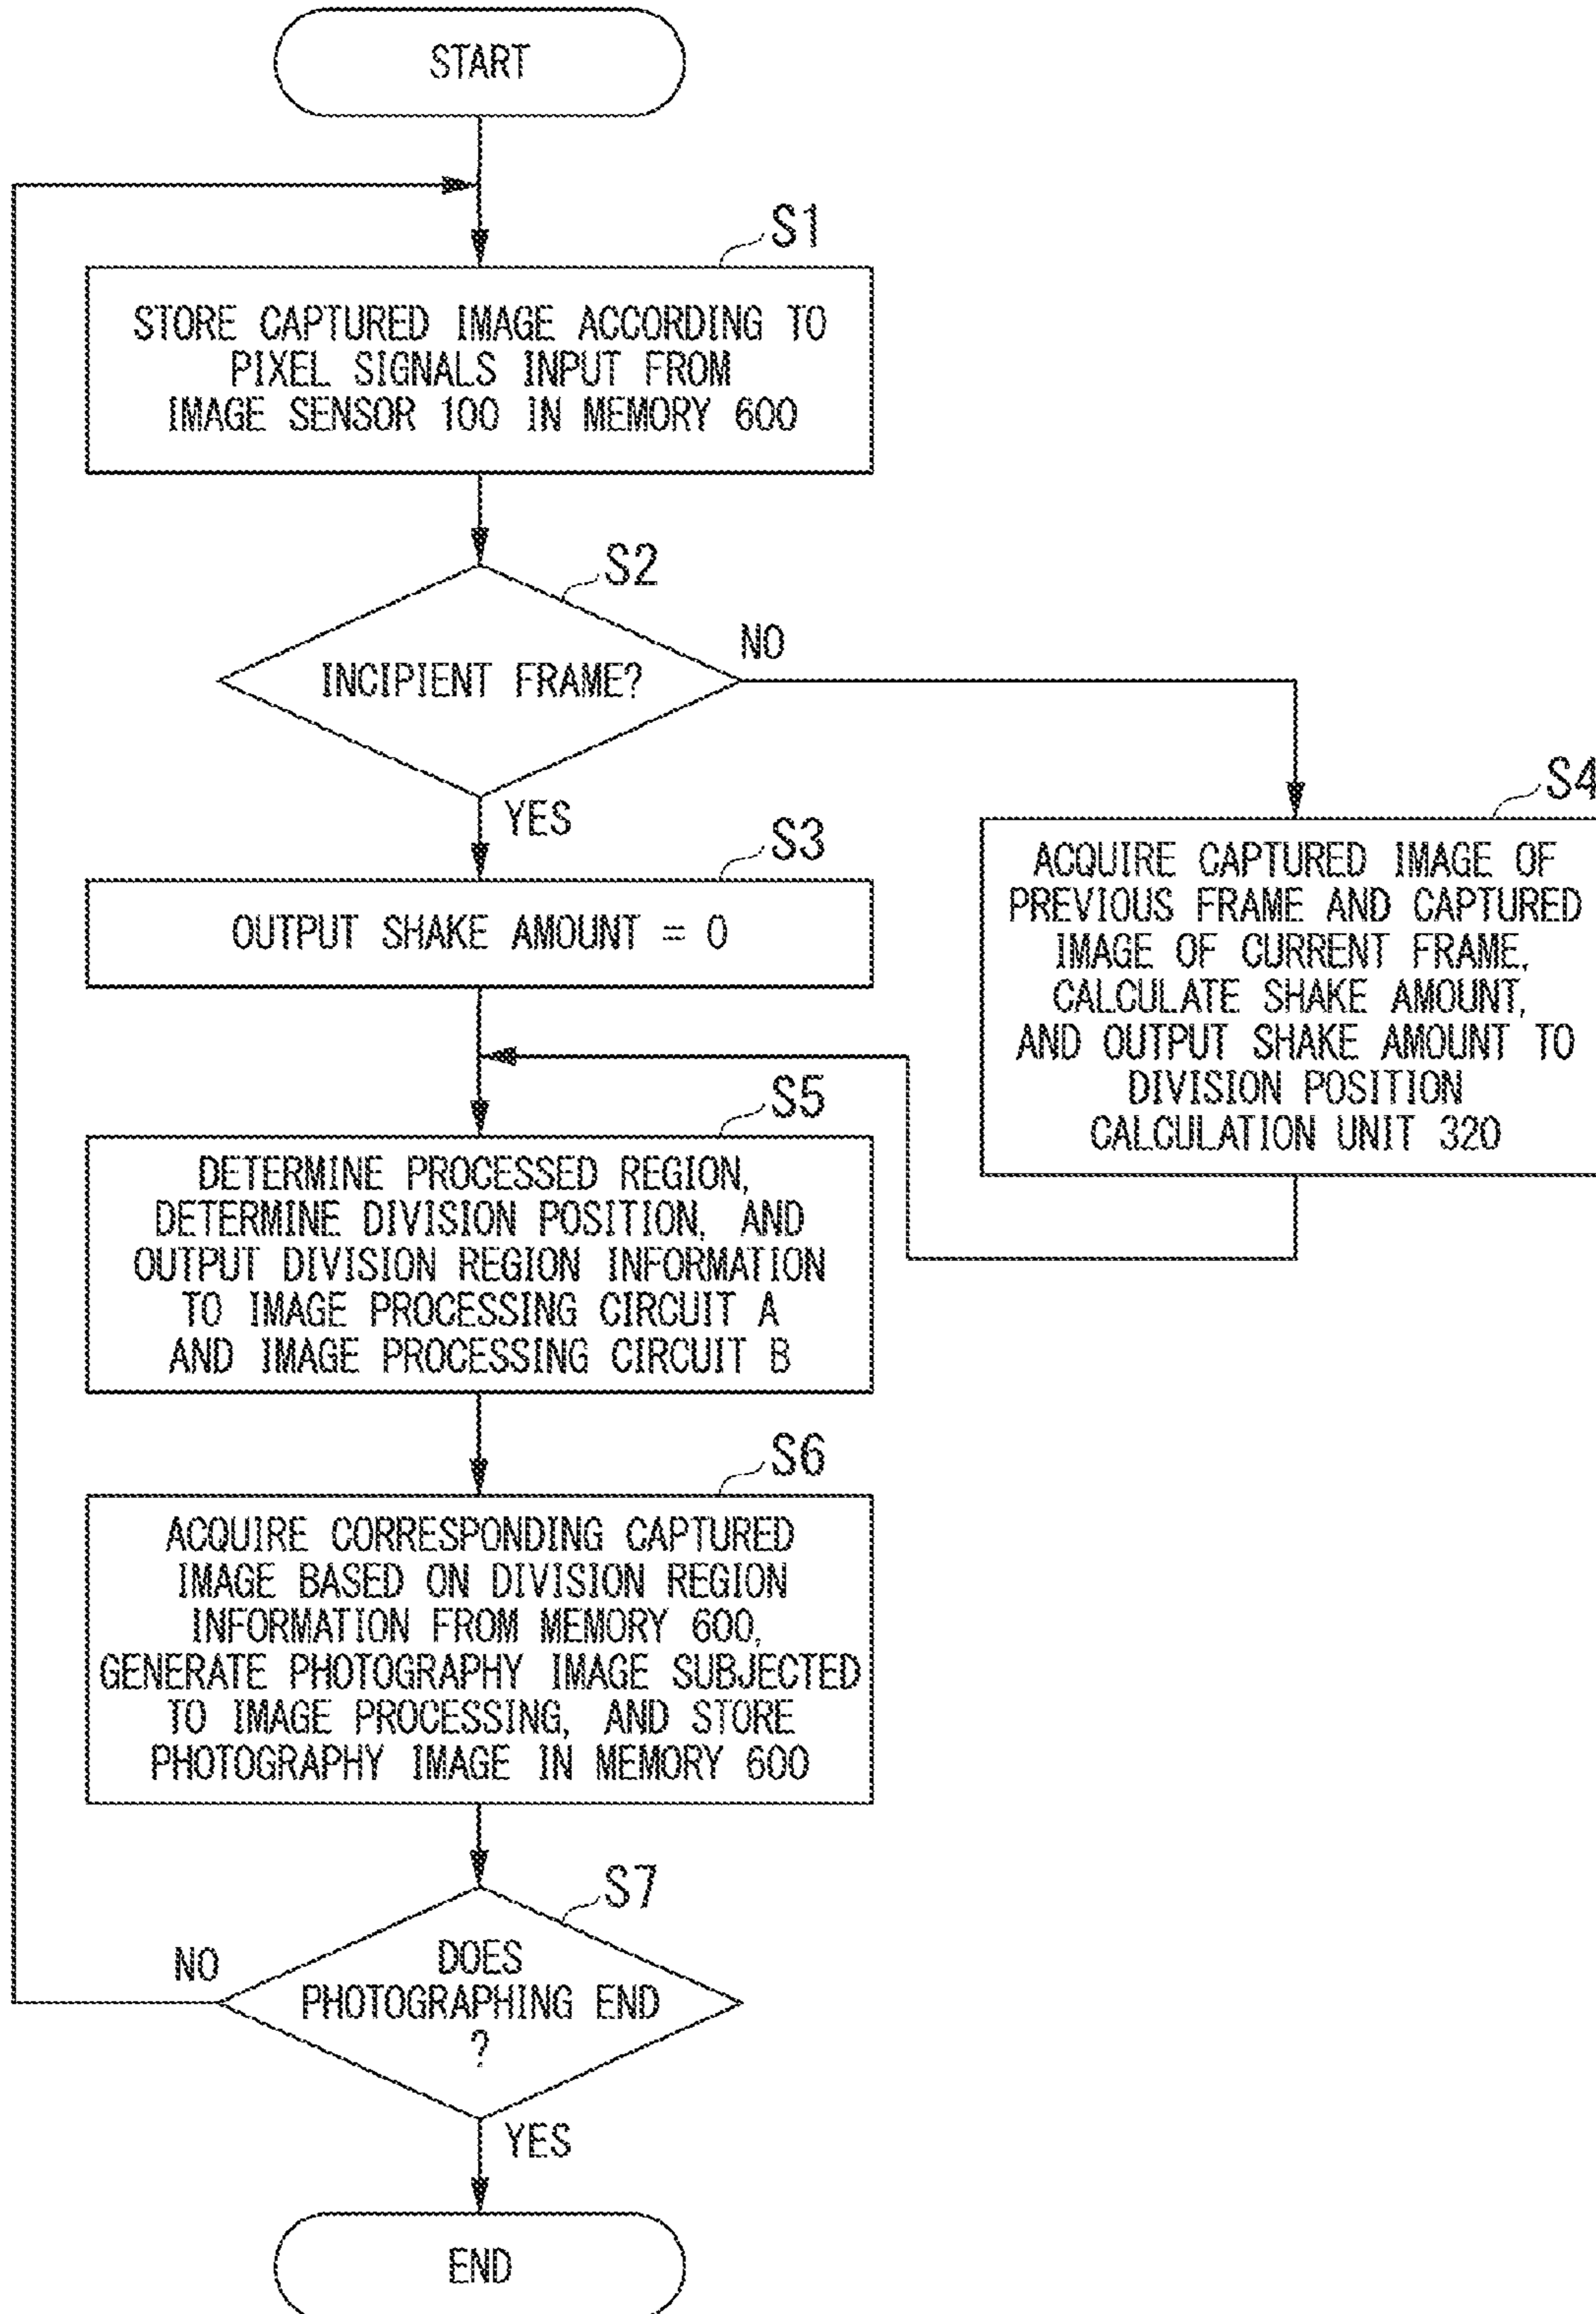 START
S1
STORE CAPTURED IMAGE ACCORDING TO
PIXEL SIGNALS INPUT FROM
IMAGE SENSOR 100 IN MEMORY 600
S2
INCIPIENT FRAME?
NO
YES
S3
OUTPUT SHAKE AMOUNT = 0
S4
ACQUIRE CAPTURED IMAGE OF
PREVIOUS FRAME AND CAPTURED
IMAGE OF CURRENT FRAME,
CALCULATE SHAKE AMOUNT,
AND OUTPUT SHAKE AMOUNT TO
DIVISION POSITION
CALCULATION UNIT 320
S5
DETERMINE PROCESSED REGION,
DETERMINE DIVISION POSITION, AND
OUTPUT DIVISION REGION INFORMATION
TO IMAGE PROCESSING CIRCUIT A
AND IMAGE PROCESSING CIRCUIT B
S6
ACQUIRE CORRESPONDING CAPTURED
IMAGE BASED ON DIVISION REGION
INFORMATION FROM MEMORY 600,
GENERATE PHOTOGRAPHY IMAGE SUBJECTED
TO IMAGE PROCESSING, AND STORE
PHOTOGRAPHY IMAGE IN MEMORY 600
S7
NO
DOES
PHOTOGRAPHING END
?
YES
END